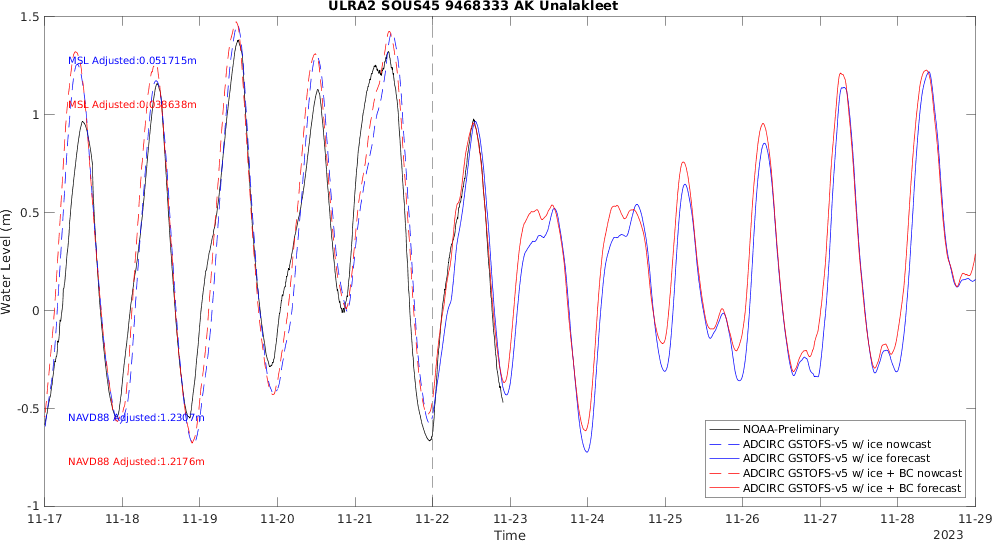 ULRA2 SOUS45 9468333 AK Unalakleet
1.5
1
0.5
0
-0.5
-1
Water Level (m)
MSL Adjusted:0.051715m
MSL Adjusted:0.038638m
NAVD88 Adjusted:1.2307m
NAVD88 Adjusted:1.2176m
NOAA-Preliminary
ADCIRC GSTOFS-v5 w/ ice nowcast
ADCIRC GSTOFS-v5 w/ ice forecast
ADCIRC GSTOFS-v5 w/ ice + BC nowcast
ADCIRC GSTOFS-v5 w/ ice + BC forecast
11-17 11-18 11-19 11-20 11-21 11-22 11-23 11-24 11-25 11-26 11-27 11-28 11-29
Time
2023